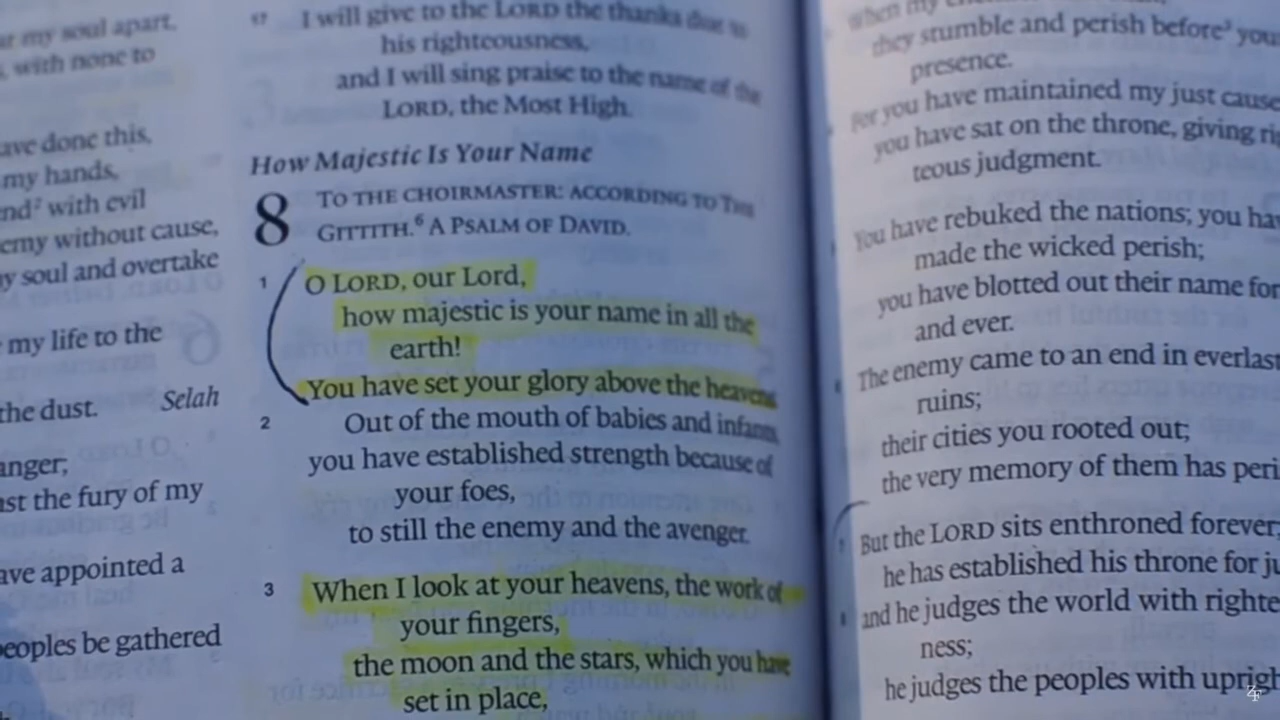 my soul apart,
with none to
ave done this,
my hands,
nd² with evil
emy without cause,
y soul and overtake
my life to the
the dust. Selah
anger;
st the fury of my
ave appointed a
eoples be gathered
17 I will give to the LORD the thanks due to
his righteousness,
and I will sing praise to the name of the
LORD, the Most High.
How Majestic Is Your Name
8 TO THE CHOIRMASTER: ACCORDING TO THE
GITTITH.⁶ A PSALM OF DAVID.
1 O LORD, our Lord,
how majestic is your name in all the
earth!
You have set your glory above the heavens.
2 Out of the mouth of babies and infants,
you have established strength because of
your foes,
to still the enemy and the avenger.
3 When I look at your heavens, the work of
your fingers,
the moon and the stars, which you have
set in place,
when my
they stumble and perish before³ your
presence.
For you have maintained my just cause
you have sat on the throne, giving ri
teous judgment.
You have rebuked the nations; you ha
made the wicked perish;
you have blotted out their name for
and ever.
The enemy came to an end in everlast
ruins;
their cities you rooted out;
the very memory of them has peri
But the LORD sits enthroned forever;
he has established his throne for ju
and he judges the world with righte
ness;
he judges the peoples with uprigh
ZF